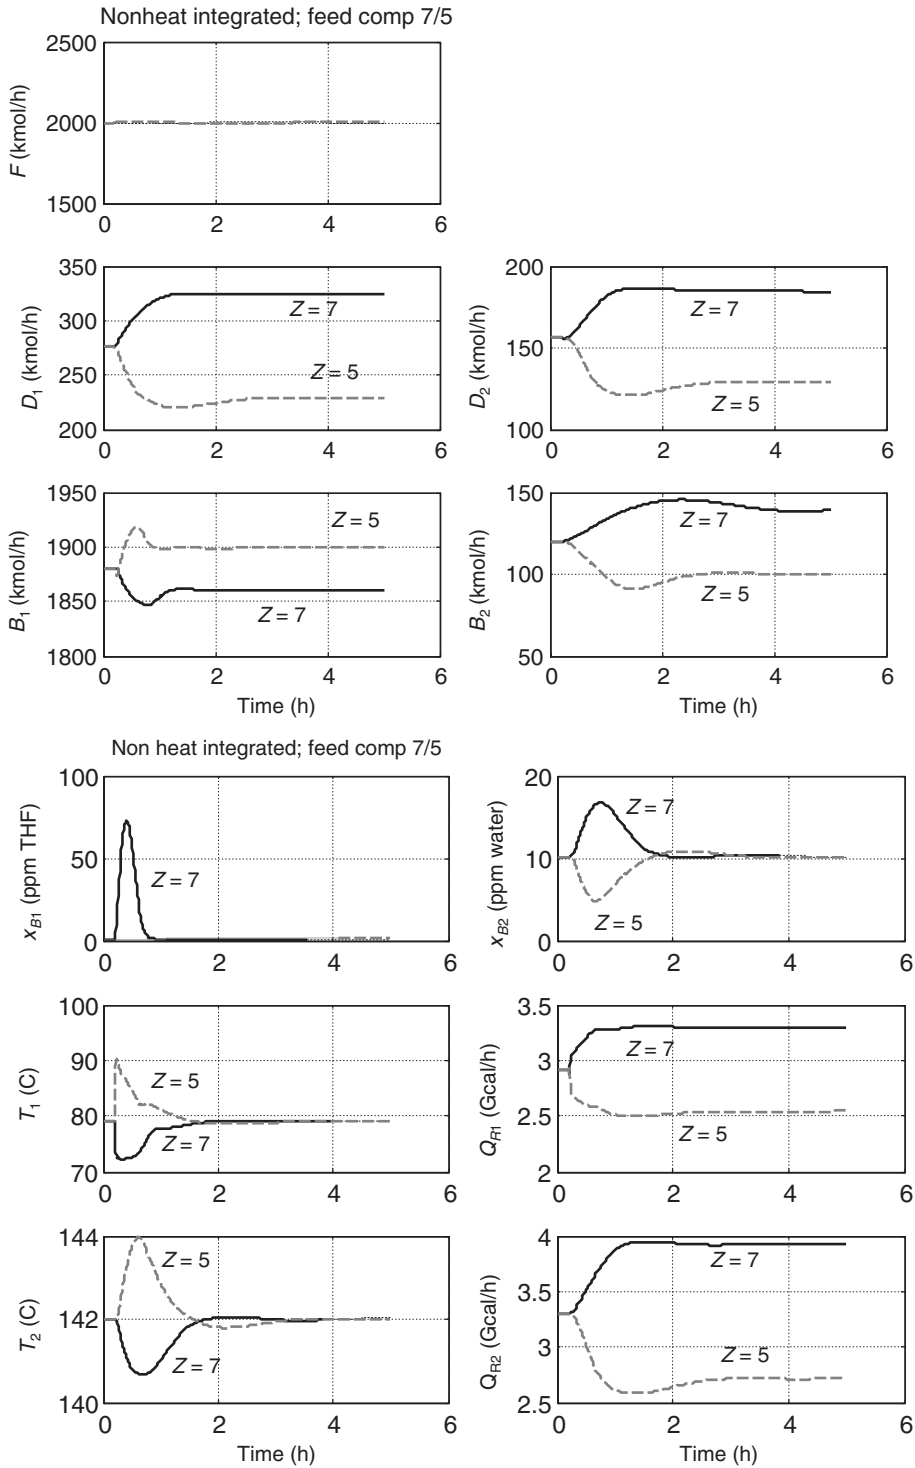 Nonheat integrated; feed comp 7/5
2500
2000
1500
F (kmol/h)
0 2 4 6
350
300
250
200
D1 (kmol/h)
Z = 7
Z = 5
0 2 4 6
200
150
100
D2 (kmol/h)
Z = 7
Z = 5
0 2 4 6
1950
1900
1850
1800
B1 (kmol/h)
Z = 5
Z = 7
0 2 4 6
Time (h)
150
100
50
B2 (kmol/h)
Z = 7
Z = 5
0 2 4 6
Time (h)
Non heat integrated; feed comp 7/5
100
50
0
xB1 (ppm THF)
Z = 7
0 2 4 6
20
10
0
xB2 (ppm water)
Z = 7
Z = 5
0 2 4 6
100
90
80
70
T1 (C)
Z = 5
Z = 7
0 2 4 6
3.5
3
2.5
2
QR1 (Gcal/h)
Z = 7
Z = 5
0 2 4 6
144
142
140
T2 (C)
Z = 5
Z = 7
0 2 4 6
Time (h)
4
3.5
3
2.5
QR2 (Gcal/h)
Z = 7
Z = 5
0 2 4 6
Time (h)